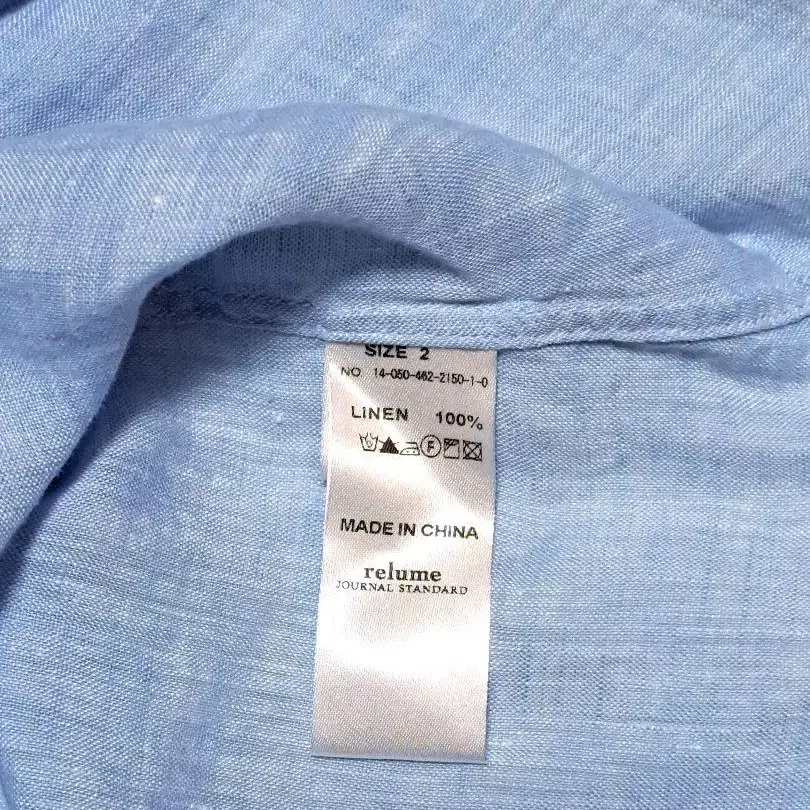 SIZE 2
NO. 14-050-462-2150-1-0
LINEN 100%
F
MADE IN CHINA
relume
JOURNAL STANDARD